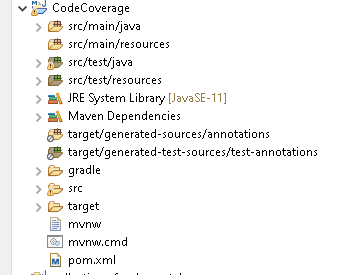 CodeCoverage
src/main/java
src/main/resources
src/test/java
src/test/resources
JRE System Library [JavaSE-11]
Maven Dependencies
target/generated-sources/annotations
target/generated-test-sources/test-annotations
gradle
src
target
mvnw
mvnw.cmd
pom.xml